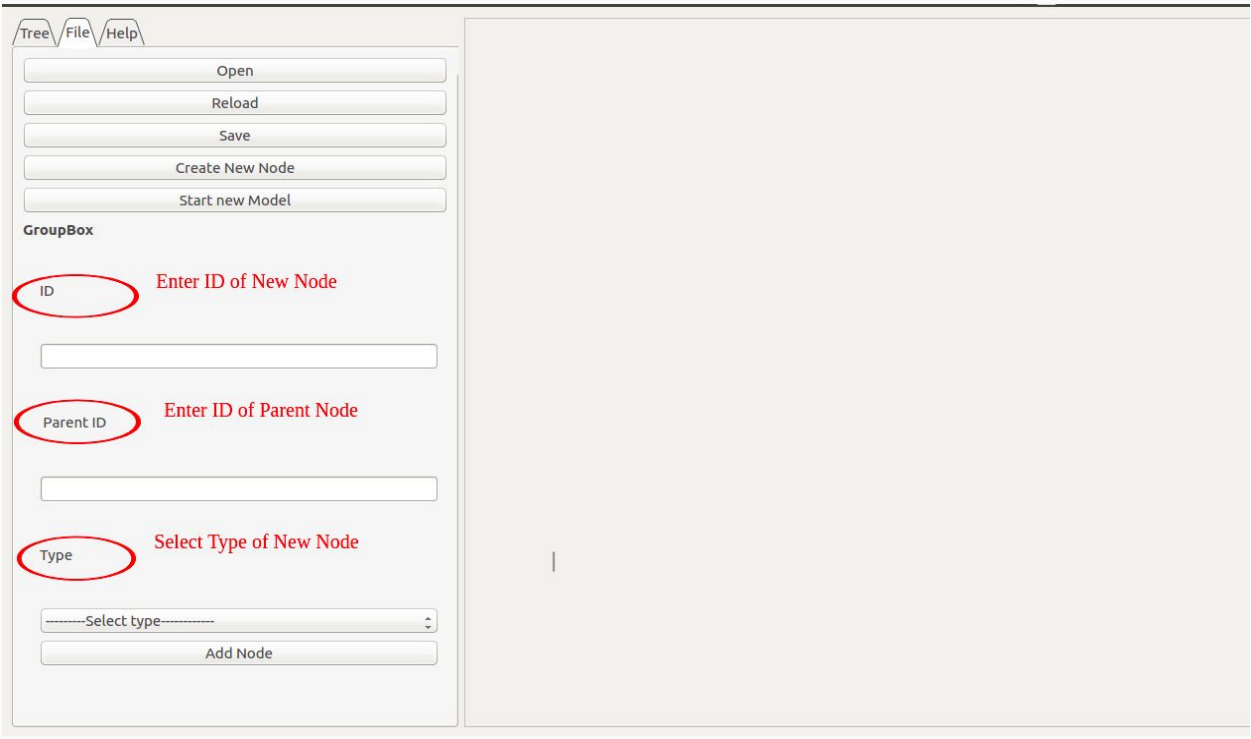 Tree File Help
Open
Reload
Save
Create New Node
Start new Model
GroupBox
Enter ID of New Node
ID
Enter ID of Parent Node
Parent ID
Select Type of New Node
Type
---------Select type------------
Add Node